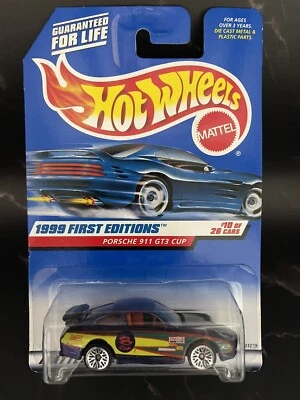 GUARANTEED
FOR LIFE
FOR AGES
OVER 3 YEARS.
DIE CAST METAL &
PLASTIC PARTS.
HOT WHEELS
MATTEL
1999 FIRST EDITIONS™
#10 of
26 CARS
PORSCHE 911 GT3 CUP